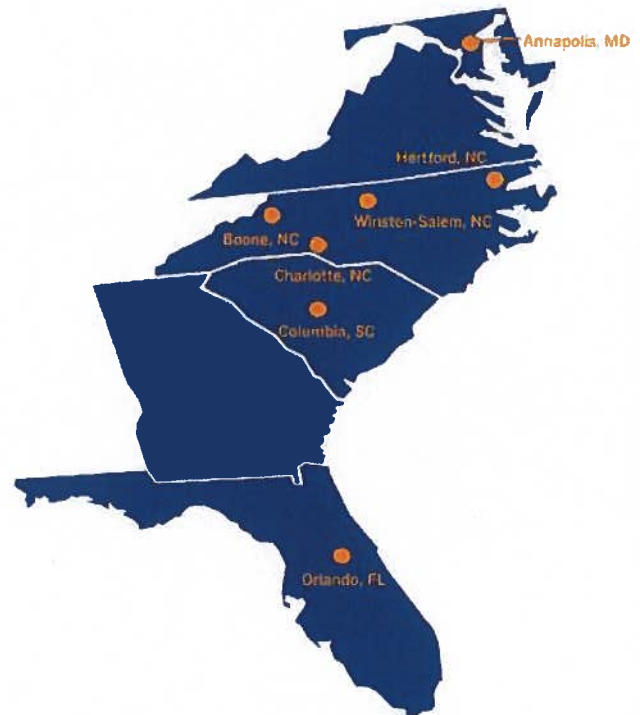 Annapolis, MD
Hertford, NC
Winston-Salem, NC
Boone, NC
Charlotte, NC
Columbia, SC
Orlando, FL